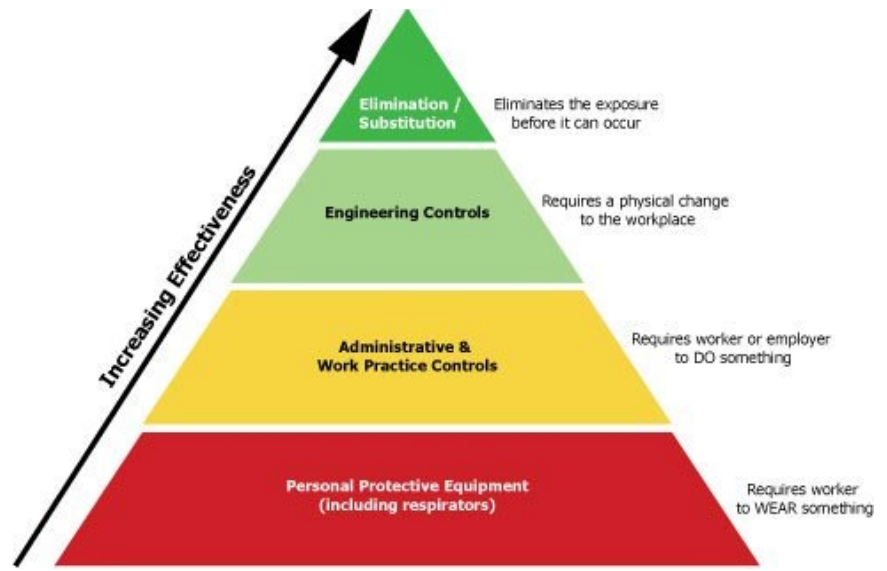 Elimination /
Substitution
Eliminates the exposure
before it can occur
Engineering Controls
Requires a physical change
to the workplace
Increasing Effectiveness
Administrative &
Work Practice Controls
Requires worker or employer
to DO something
Personal Protective Equipment
(including respirators)
Requires worker
to WEAR something